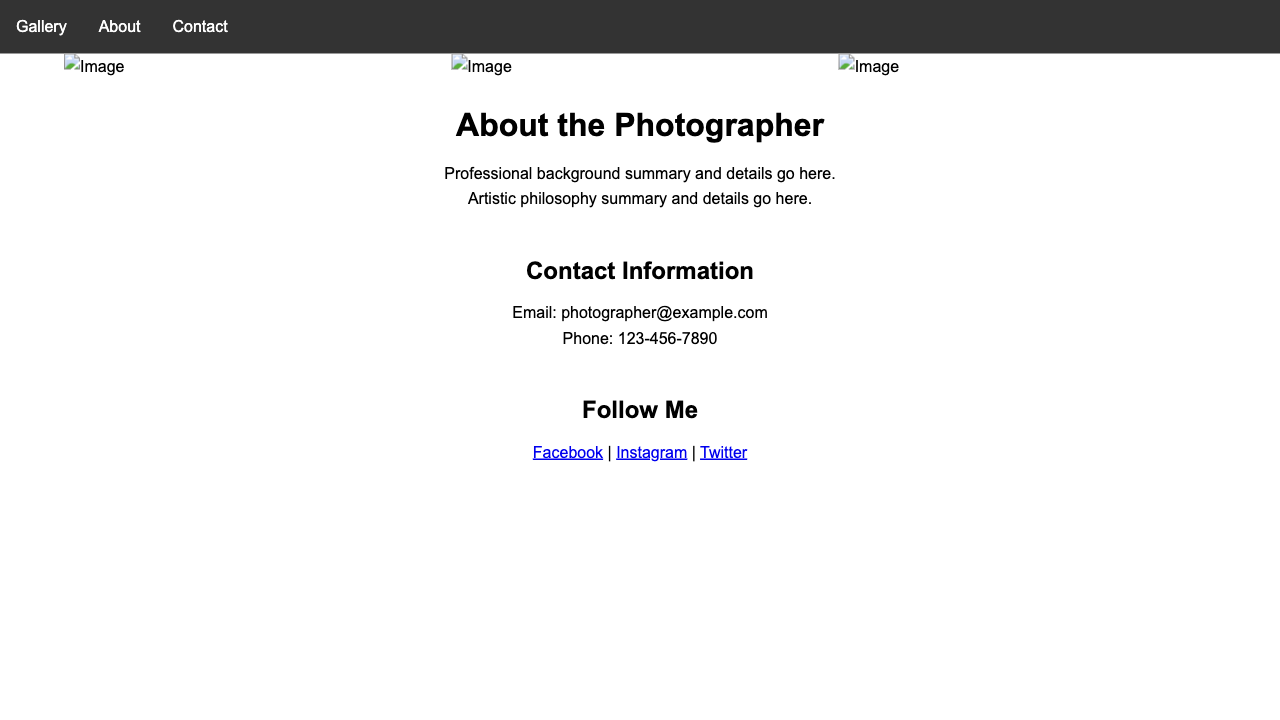 Gallery About Contact
Image Image Image
About the Photographer
Professional background summary and details go here.
Artistic philosophy summary and details go here.
Contact Information
Email: photographer@example.com
Phone: 123-456-7890
Follow Me
Facebook | Instagram | Twitter